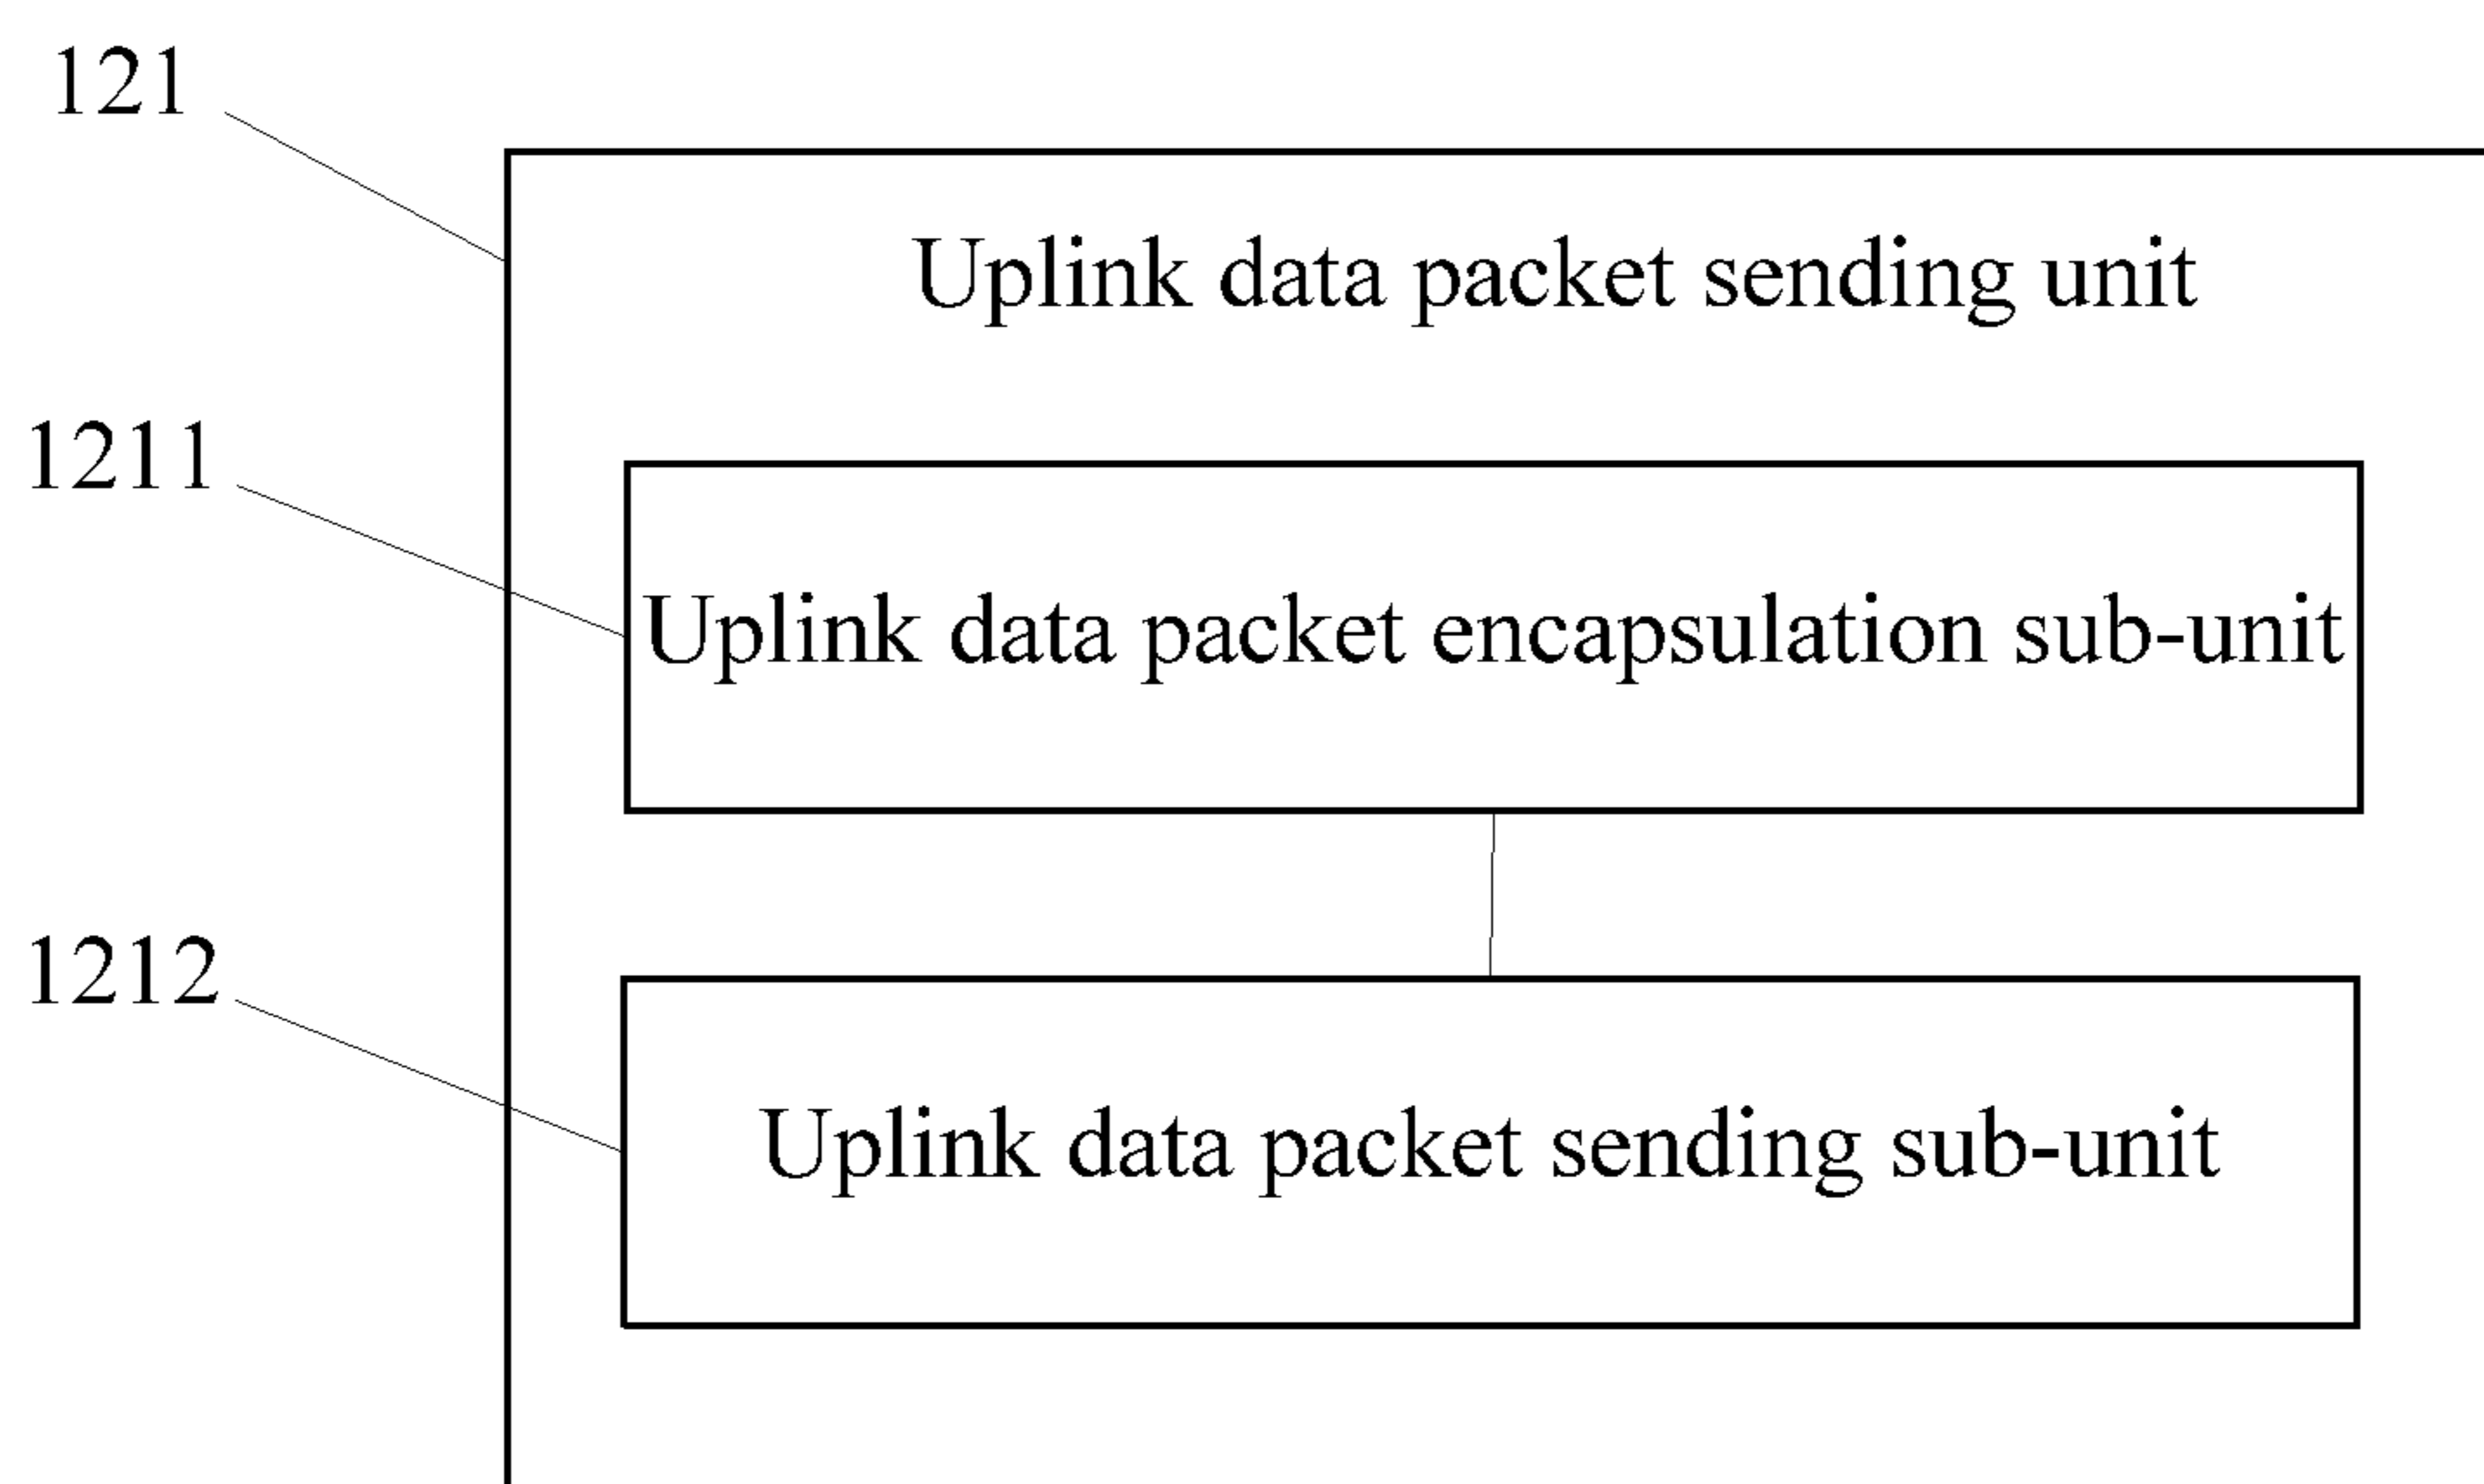 121
Uplink data packet sending unit
1211
Uplink data packet encapsulation sub-unit
1212
Uplink data packet sending sub-unit